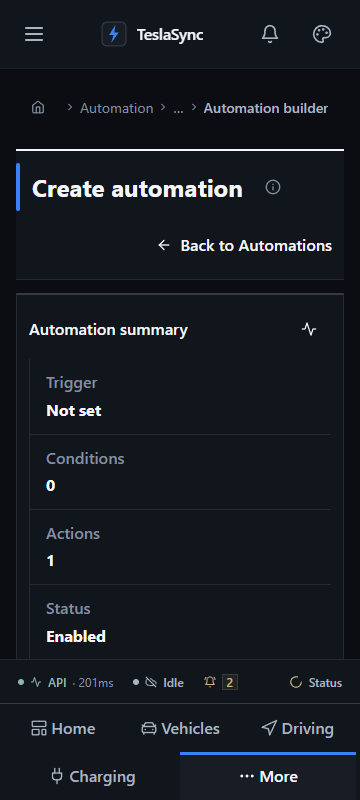 TeslaSync
Automation ... Automation builder
Create automation
Back to Automations
Automation summary
Trigger
Not set
Conditions
0
Actions
1
Status
Enabled
API · 201ms Idle 2 Status
Home Vehicles Driving
Charging More